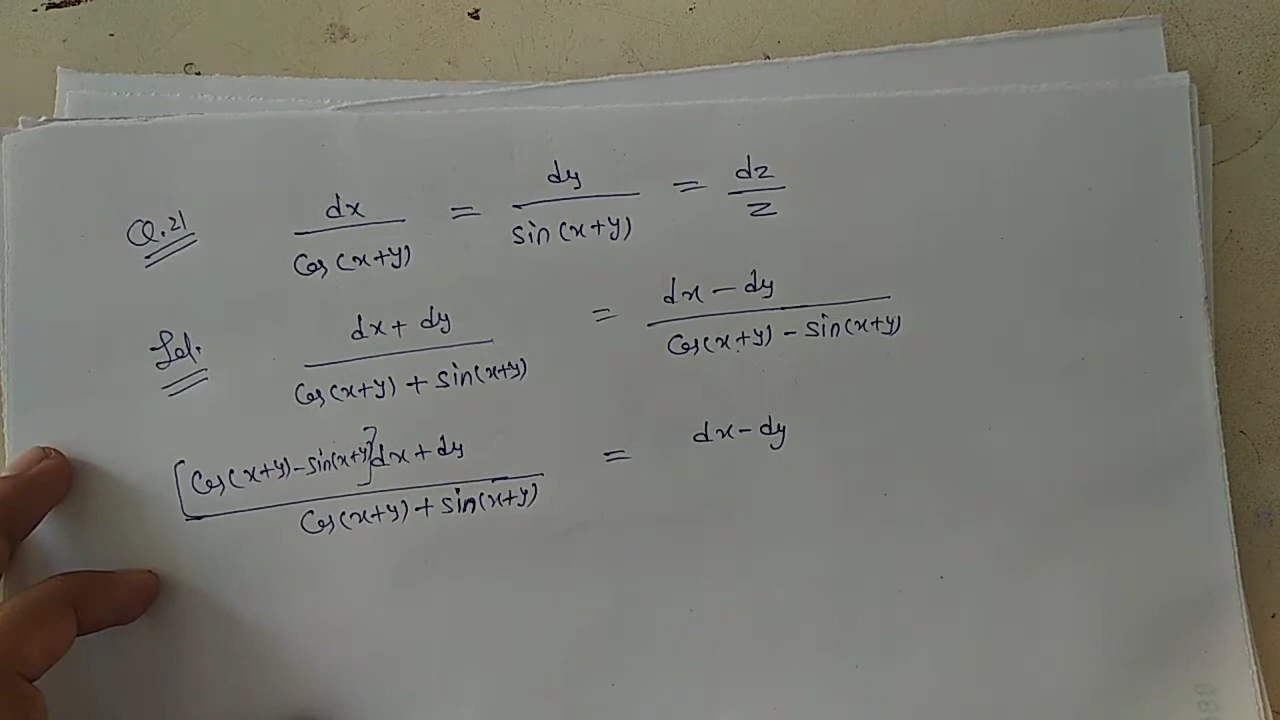 Q.21 dx/cos(x+y) = dy/sin(x+y) = dz/z
Sol. dx + dy/cos(x+y) + sin(x+y) = dx - dy/cos(x+y) - sin(x+y)
[cos(x+y) - sin(x+y)] dx + dy/cos(x+y) + sin(x+y) = dx - dy